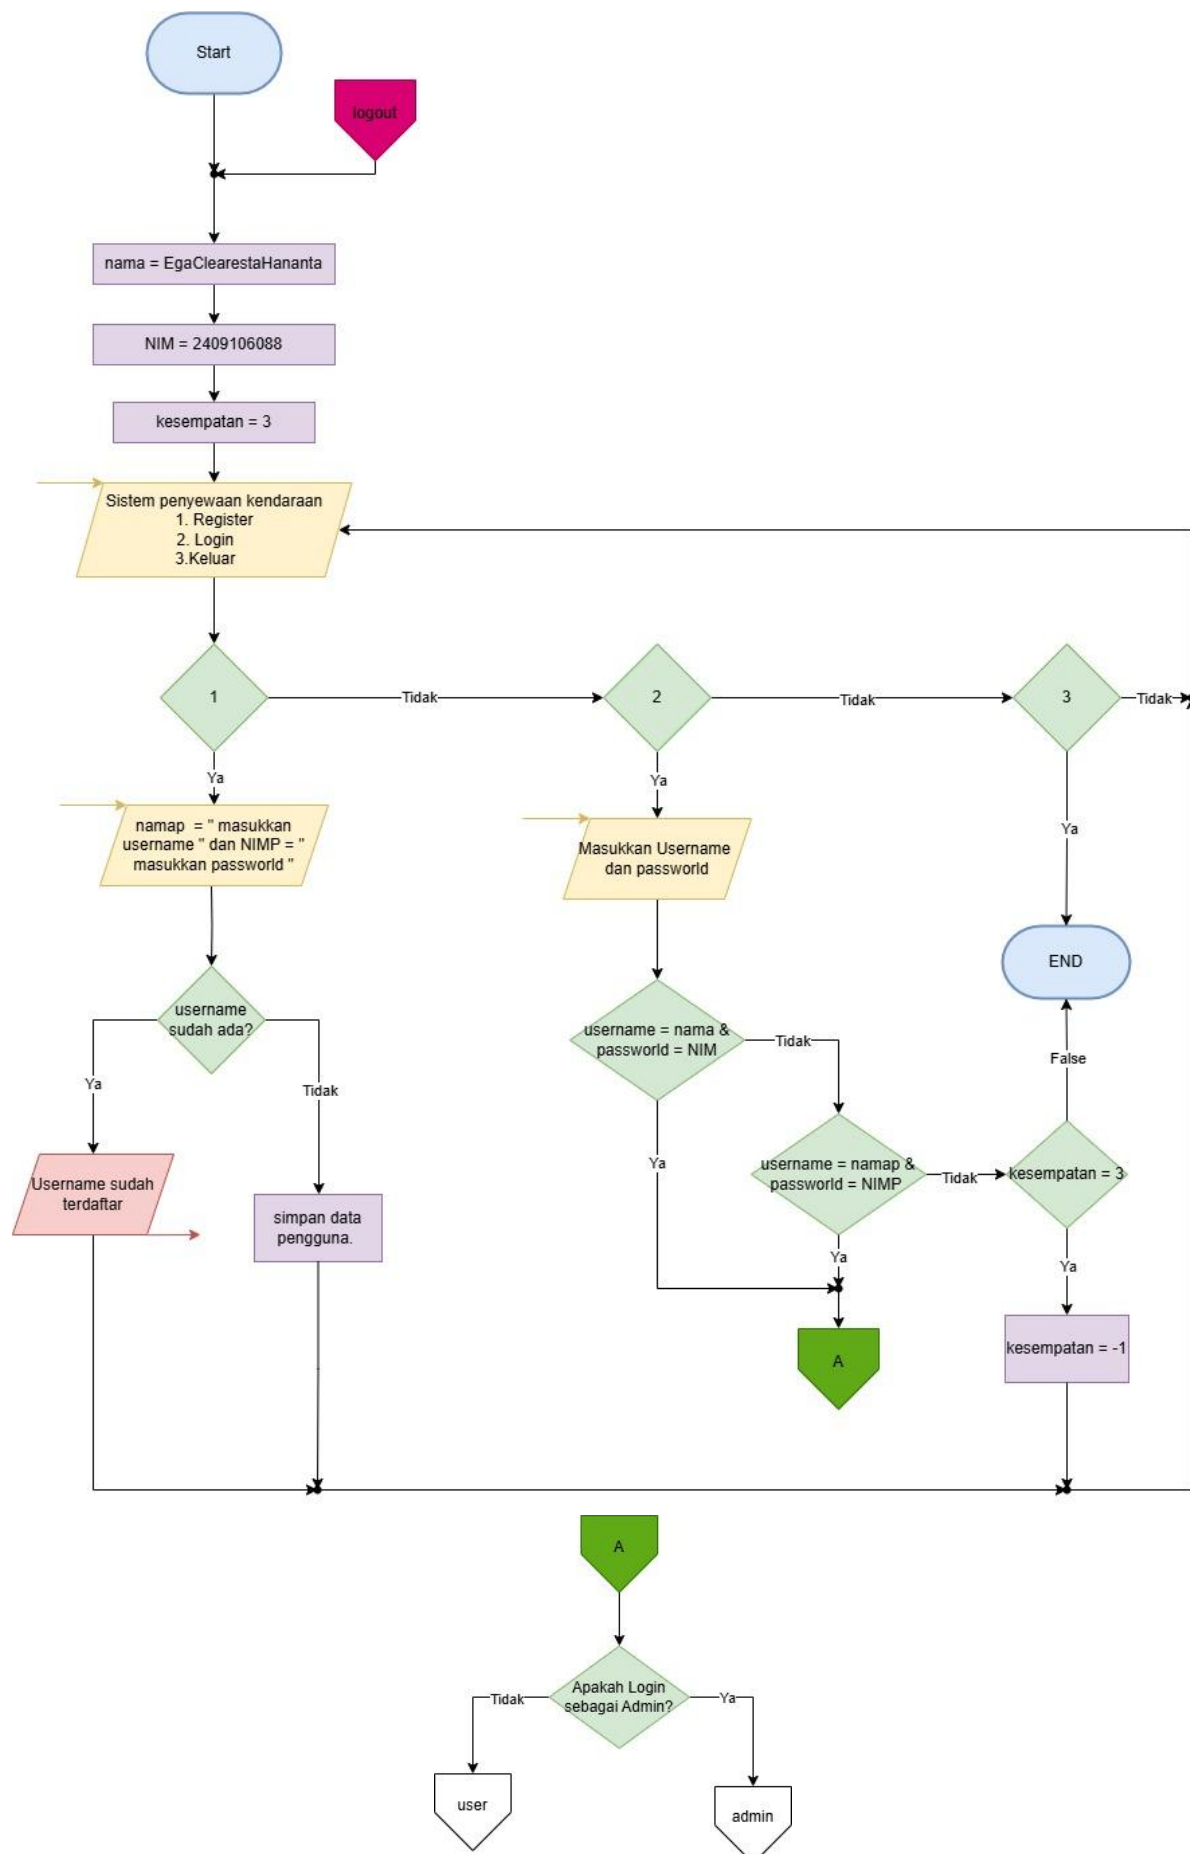 Start
logout
nama = EgaClearestaHananta
NIM = 2409106088
kesempatan = 3
Sistem penyewaan kendaraan
1. Register
2. Login
3.Keluar
1
Tidak
2
Tidak
3
Tidak
Ya
Ya
Ya
namap = " masukkan
username " dan NIMP = "
masukkan passworld "
Masukkan Username
dan passworld
END
username
sudah ada?
username = nama &
passworld = NIM
Tidak
False
Ya
Tidak
Ya
username = namap &
passworld = NIMP
Tidak
kesempatan = 3
Username sudah
terdaftar
simpan data
pengguna.
Ya
Ya
kesempatan = -1
A
A
Apakah Login
sebagai Admin?
Tidak
Ya
user
admin